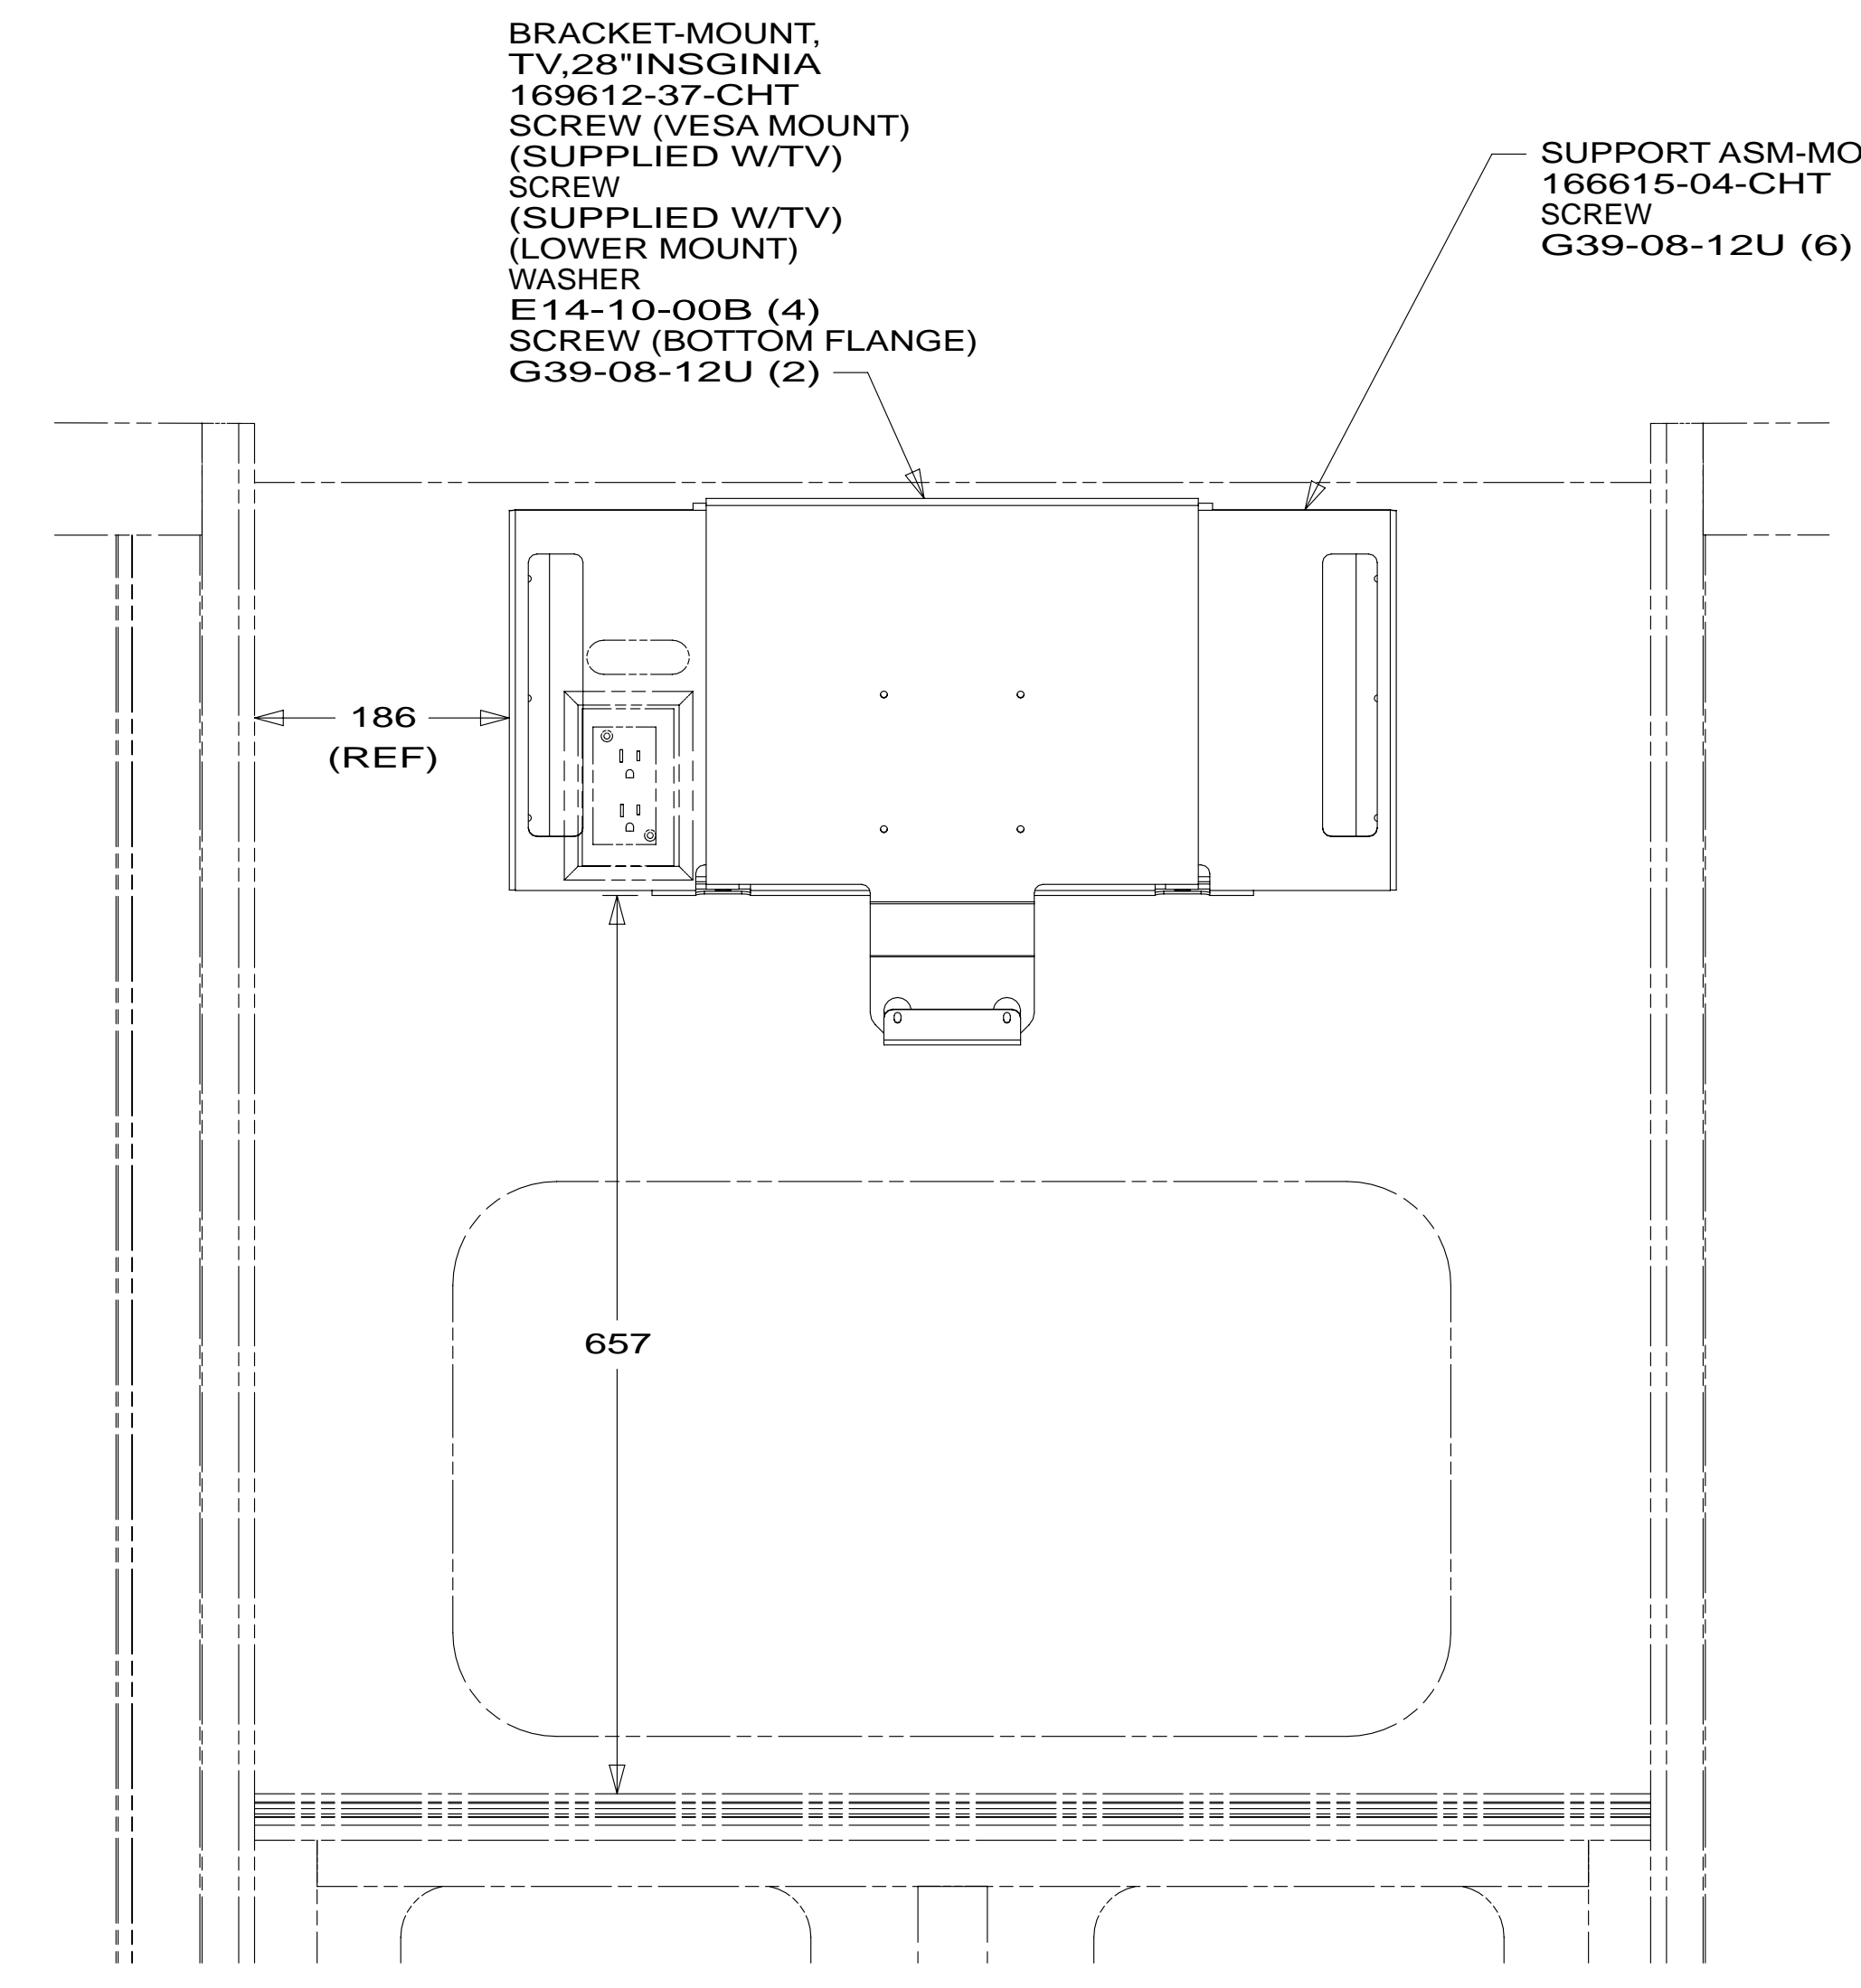 BRACKET-MOUNT,
TV,28"INSGINIA
169612-37-CHT
SCREW (VESA MOUNT)
(SUPPLIED W/TV)
SCREW
(SUPPLIED W/TV)
(LOWER MOUNT)
WASHER
E14-10-00B (4)
SCREW (BOTTOM FLANGE)
G39-08-12U (2)
SUPPORT ASM-MO
166615-04-CHT
SCREW
G39-08-12U (6)
186
(REF)
657